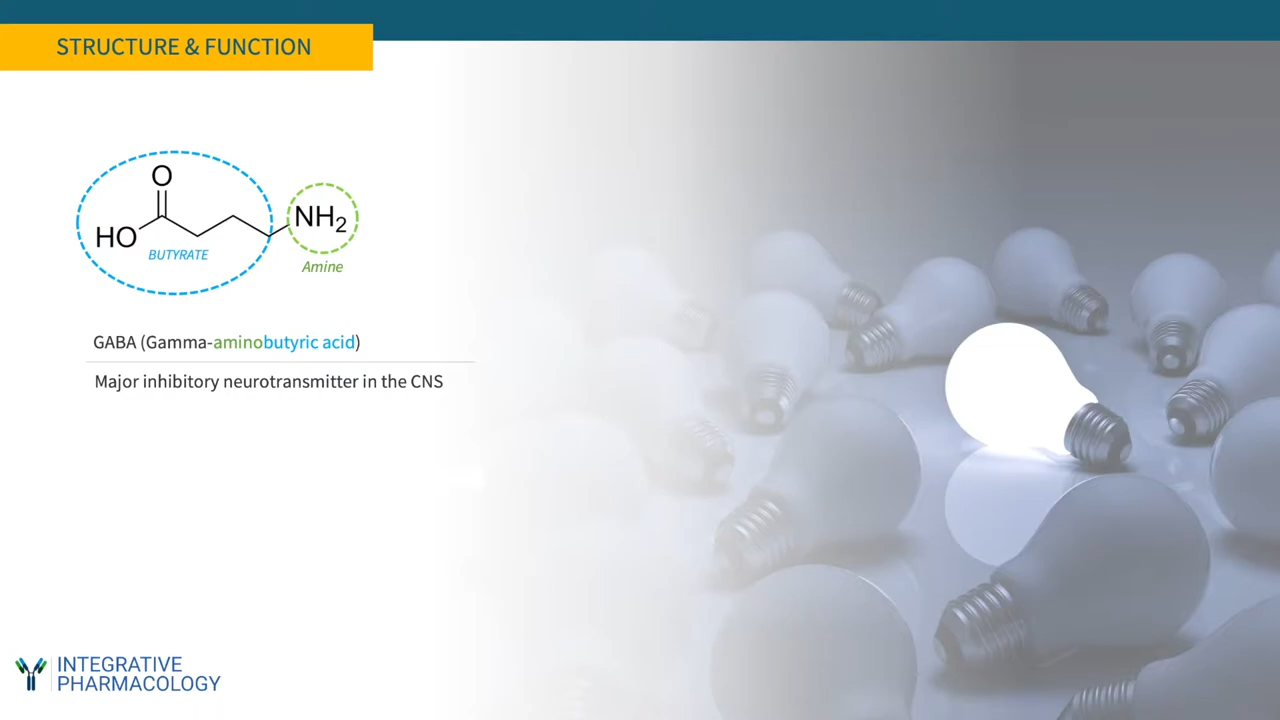 STRUCTURE & FUNCTION
O
HO
NH2
BUTYRATE
Amine
GABA (Gamma-aminobutyric acid)
Major inhibitory neurotransmitter in the CNS
INTEGRATIVE
PHARMACOLOGY